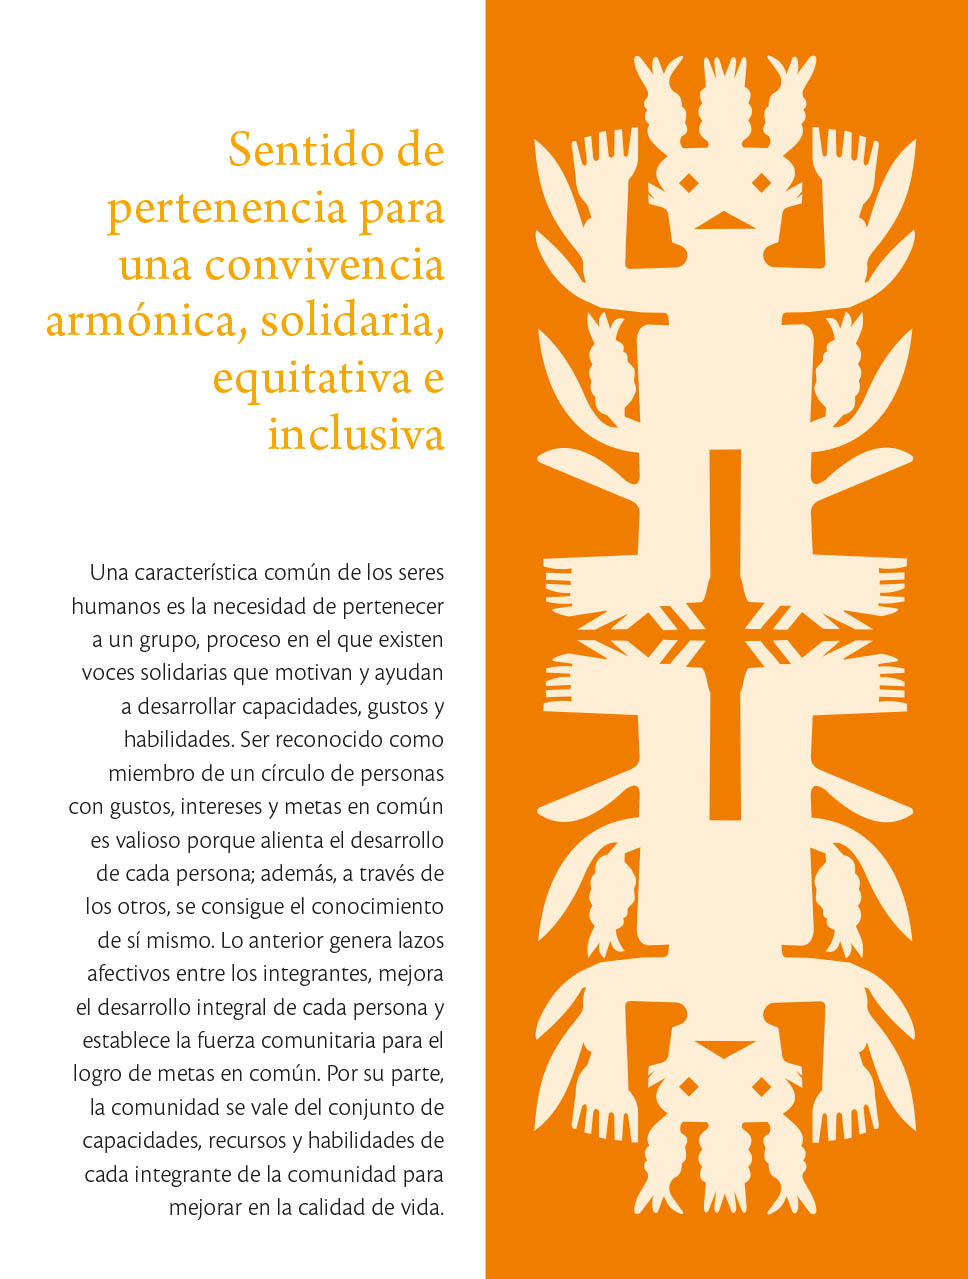 Sentido de
pertenencia para
una convivencia
armónica, solidaria,
equitativa e
inclusiva
Una característica común de los seres
humanos es la necesidad de pertenecer
a un grupo, proceso en el que existen
voces solidarias que motivan y ayudan
a desarrollar capacidades, gustos y
habilidades. Ser reconocido como
miembro de un círculo de personas
con gustos, intereses y metas en común
es valioso porque alienta el desarrollo
de cada persona; además, a través de
los otros, se consigue el conocimiento
de sí mismo. Lo anterior genera lazos
afectivos entre los integrantes, mejora
el desarrollo integral de cada persona y
establece la fuerza comunitaria para el
logro de metas en común. Por su parte,
la comunidad se vale del conjunto de
capacidades, recursos y habilidades de
cada integrante de la comunidad para
mejorar en la calidad de vida.